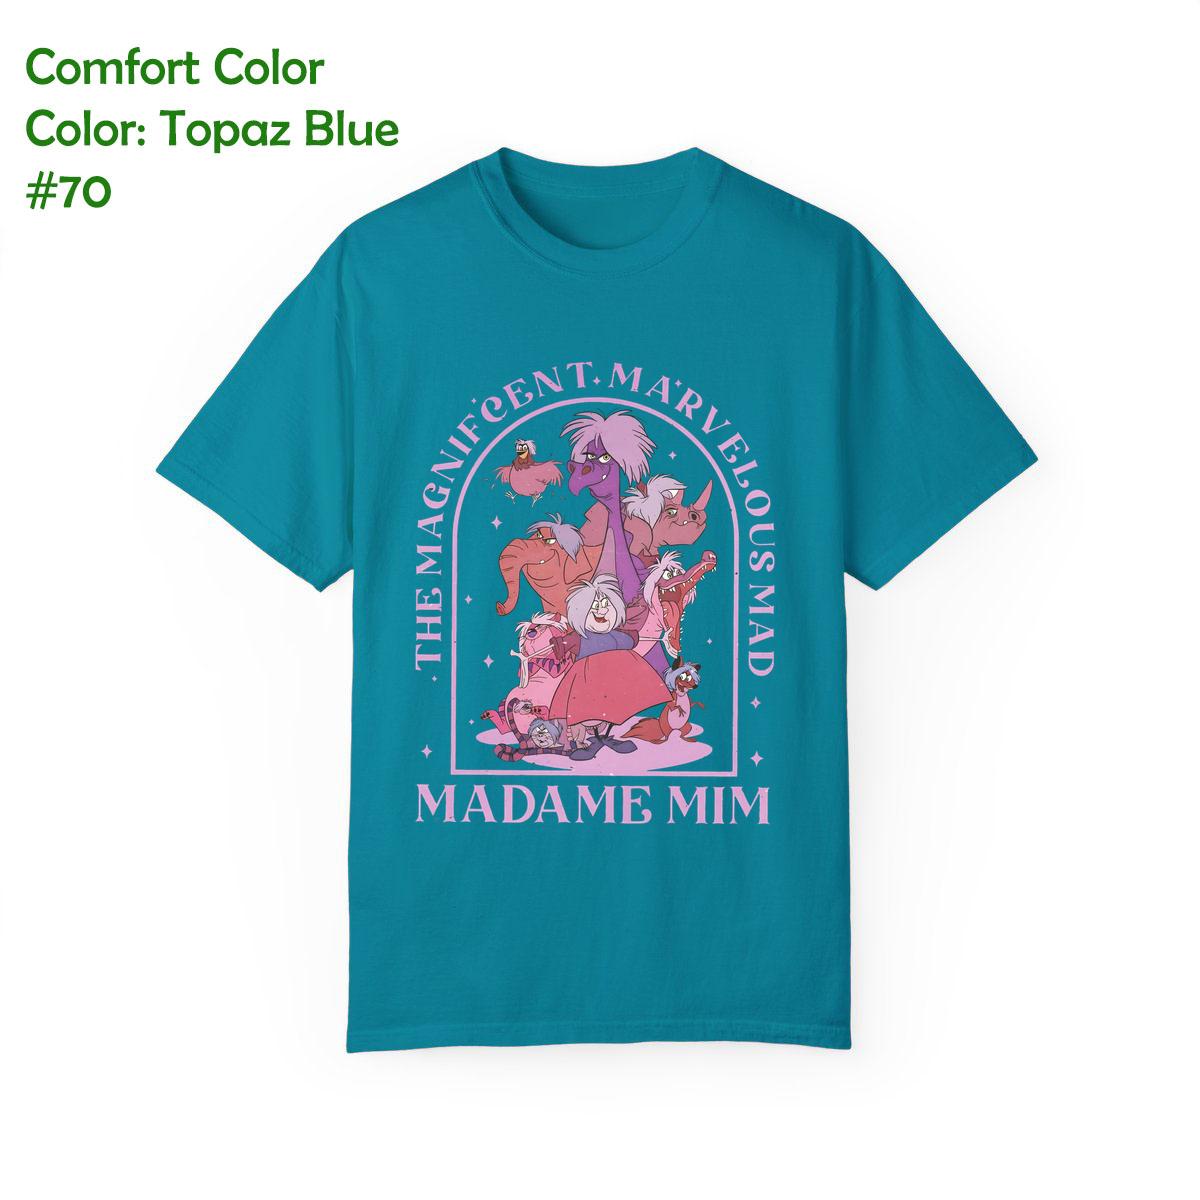 Comfort Color
Color: Topaz Blue
#70
THE MAGNIFCENT. MARVELOUS MAD
MADAME MIM